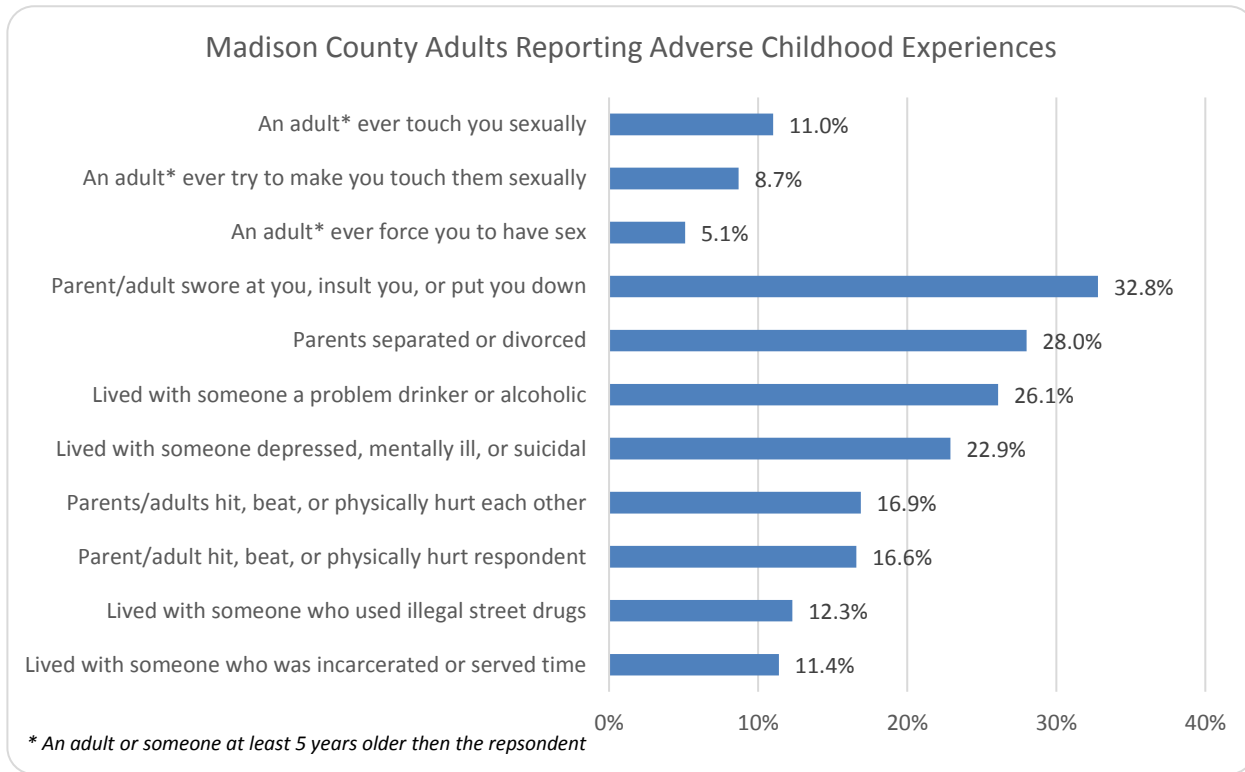 Madison County Adults Reporting Adverse Childhood Experiences
An adult* ever touch you sexually 11.0%
An adult* ever try to make you touch them sexually 8.7%
An adult* ever force you to have sex 5.1%
Parent/adult swore at you, insult you, or put you down 32.8%
Parents separated or divorced 28.0%
Lived with someone a problem drinker or alcoholic 26.1%
Lived with someone depressed, mentally ill, or suicidal 22.9%
Parents/adults hit, beat, or physically hurt each other 16.9%
Parent/adult hit, beat, or physically hurt respondent 16.6%
Lived with someone who used illegal street drugs 12.3%
Lived with someone who was incarcerated or served time 11.4%
0% 10% 20% 30% 40%
* An adult or someone at least 5 years older then the repsondent